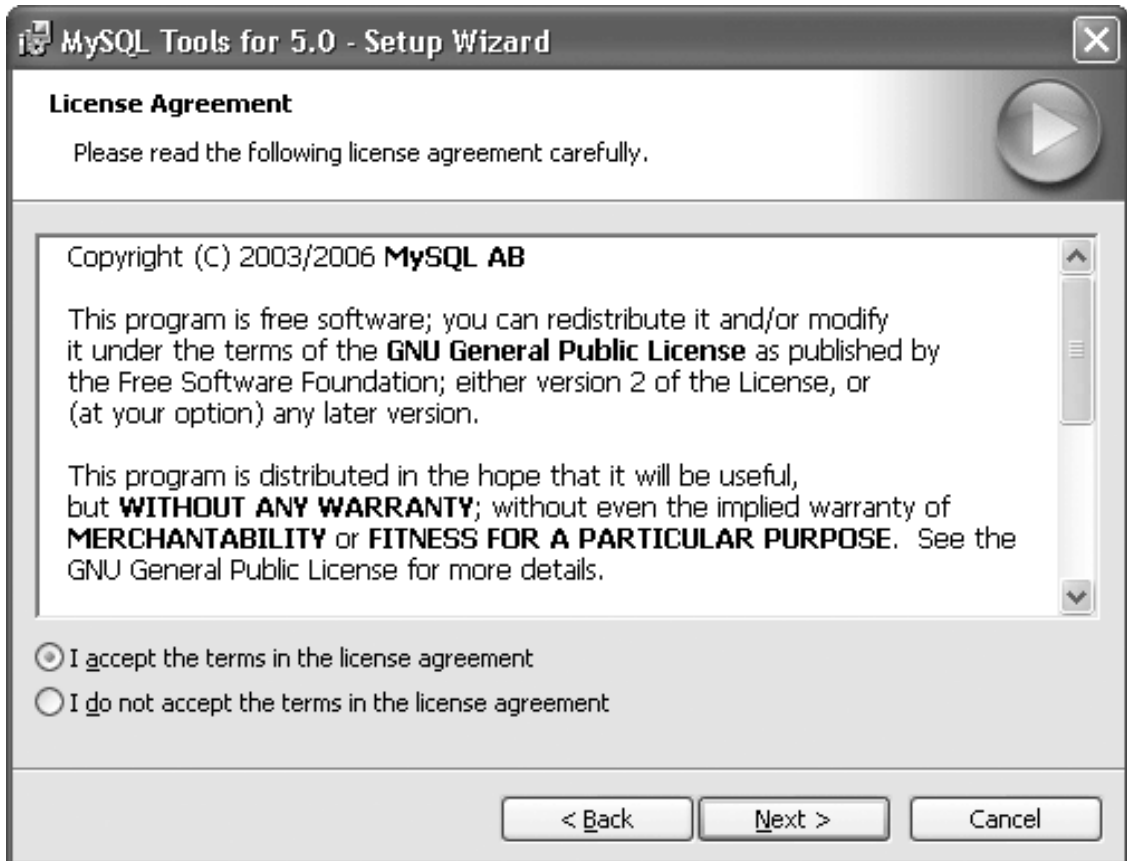 MySQL Tools for 5.0 - Setup Wizard
License Agreement
Please read the following license agreement carefully.
Copyright (C) 2003/2006 MySQL AB
This program is free software; you can redistribute it and/or modify
it under the terms of the GNU General Public License as published by
the Free Software Foundation; either version 2 of the License, or
(at your option) any later version.
This program is distributed in the hope that it will be useful,
but WITHOUT ANY WARRANTY; without even the implied warranty of
MERCHANTABILITY or FITNESS FOR A PARTICULAR PURPOSE.  See the
GNU General Public License for more details.
I accept the terms in the license agreement
I do not accept the terms in the license agreement
< Back Next > Cancel